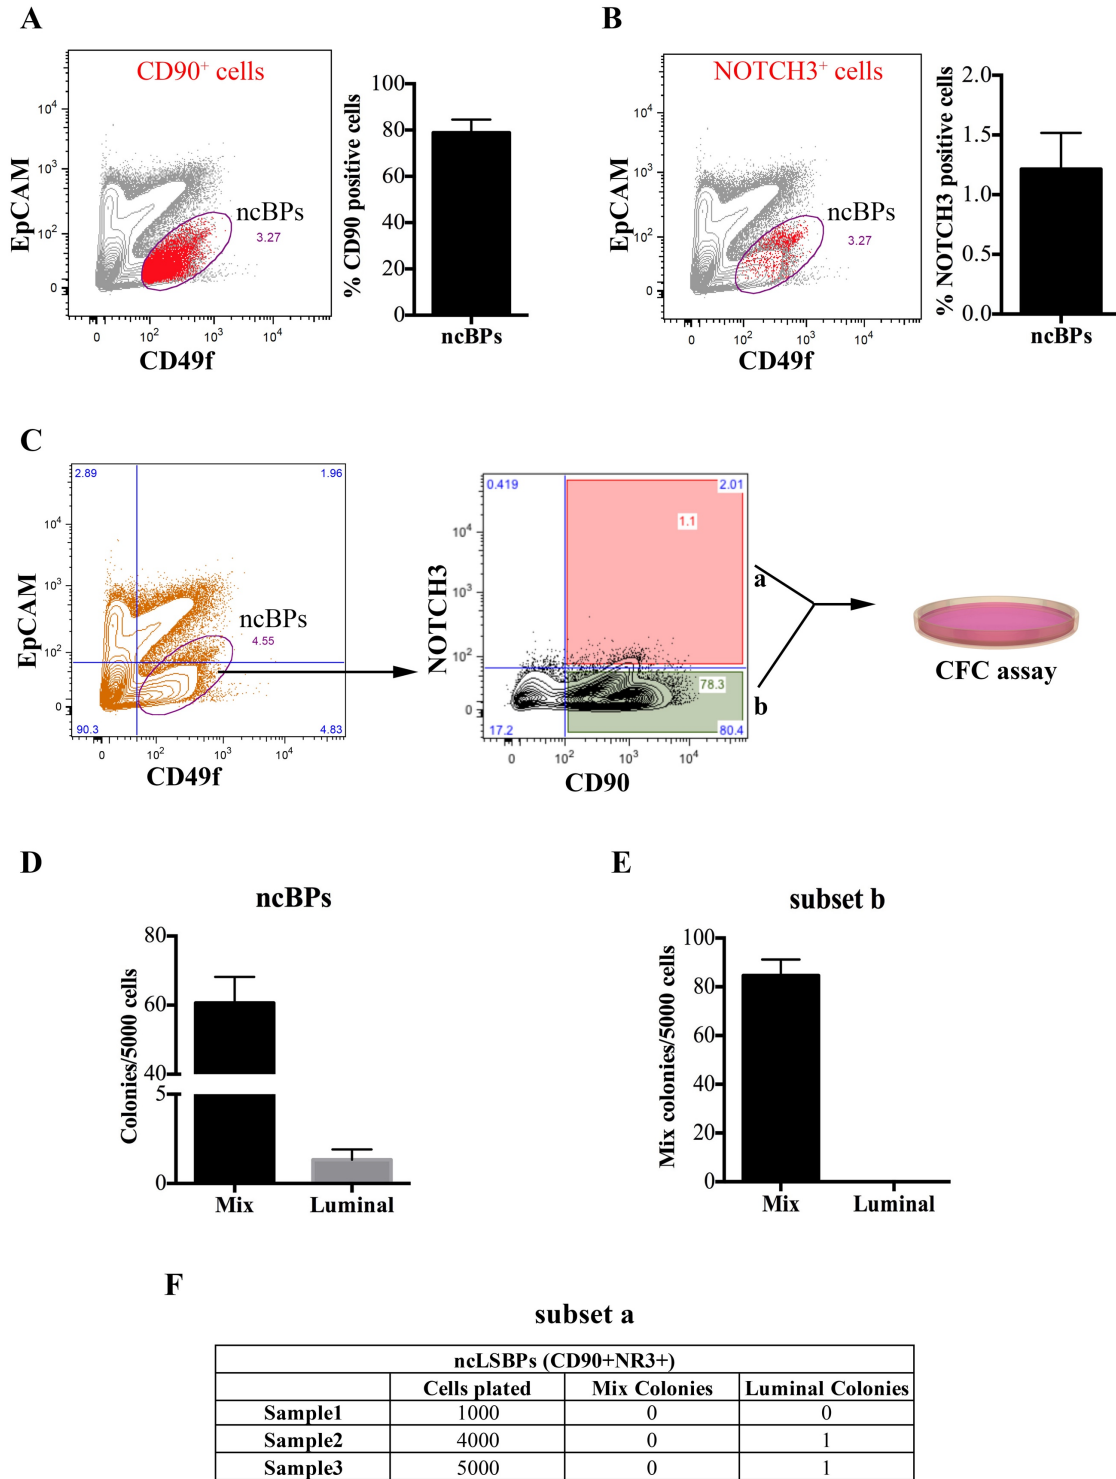 A
B
CD90+ cells
EpCAM
10^4
10^3
10^2
0
ncBPs
3.27
0
10^2
10^3
10^4
CD49f
% CD90 positive cells
100
80
60
40
20
0
ncBPs
NOTCH3+ cells
EpCAM
10^4
10^3
10^2
0
ncBPs
3.27
0
10^2
10^3
10^4
CD49f
% NOTCH3 positive cells
2.0
1.5
1.0
0.5
0.0
ncBPs
C
2.89
1.96
EpCAM
10^4
10^3
10^2
0
ncBPs
4.55
90.3
4.83
0
10^2
10^3
10^4
CD49f
0.419
2.01
1.1
NOTCH3
10^4
10^3
10^2
0
78.3
17.2
80.4
0
10^2
10^3
10^4
CD90
a
b
CFC assay
D
ncBPs
Colonies/5000 cells
80
60
40
5
0
Mix
Luminal
E
subset b
Mix colonies/5000 cells
100
80
60
40
20
0
Mix
Luminal
F
subset a
ncLSBPs (CD90+NR3+)
Cells plated Mix Colonies Luminal Colonies
Sample1 1000 0 0
Sample2 4000 0 1
Sample3 5000 0 1